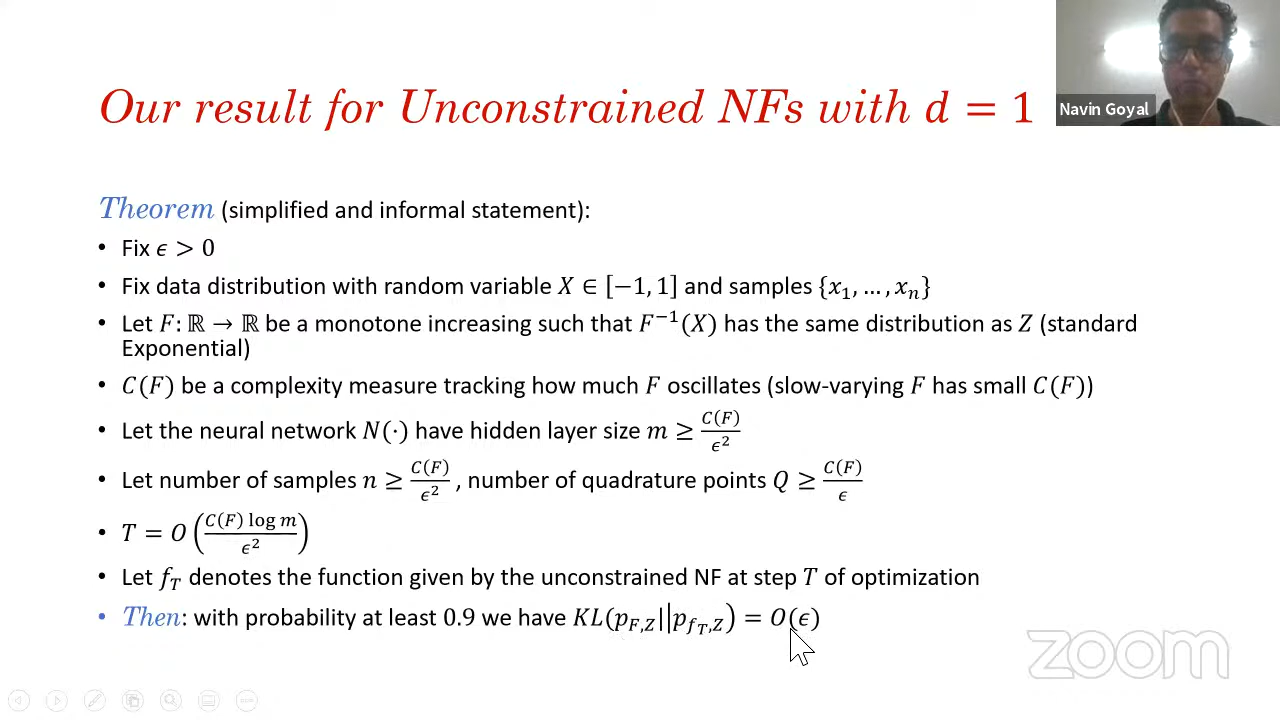 Our result for Unconstrained NFs with d = 1
Navin Goyal
Theorem (simplified and informal statement):
• Fix ϵ > 0
• Fix data distribution with random variable X ∈ [−1, 1] and samples {x₁, … , xₙ}
• Let F: ℝ → ℝ be a monotone increasing such that F⁻¹(X) has the same distribution as Z (standard
Exponential)
• C(F) be a complexity measure tracking how much F oscillates (slow-varying F has small C(F))
• Let the neural network N(·) have hidden layer size m ≥ C(F)/ϵ²
• Let number of samples n ≥ C(F)/ϵ² , number of quadrature points Q ≥ C(F)/ϵ
• T = O(C(F) log m/ϵ²)
• Let f_T denotes the function given by the unconstrained NF at step T of optimization
• Then: with probability at least 0.9 we have KL(p_{F,Z}||p_{f_T,Z}) = O(ϵ)
zoom